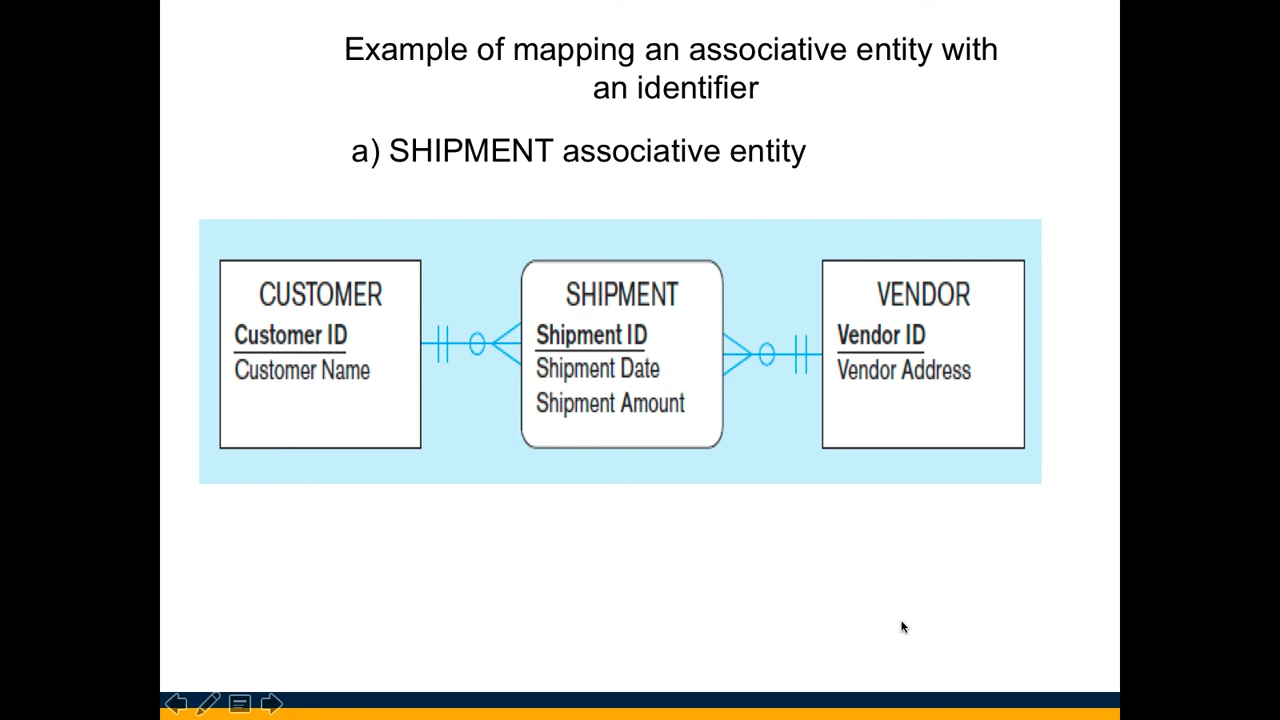 Example of mapping an associative entity with
an identifier
a) SHIPMENT associative entity
CUSTOMER
Customer ID
Customer Name
SHIPMENT
Shipment ID
Shipment Date
Shipment Amount
VENDOR
Vendor ID
Vendor Address